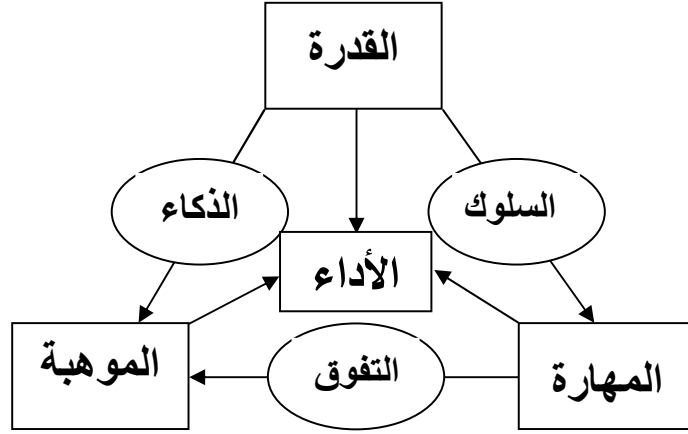 القدرة
السلوك
الذكاء
الأداء
المهارة
التفوق
الموهبة